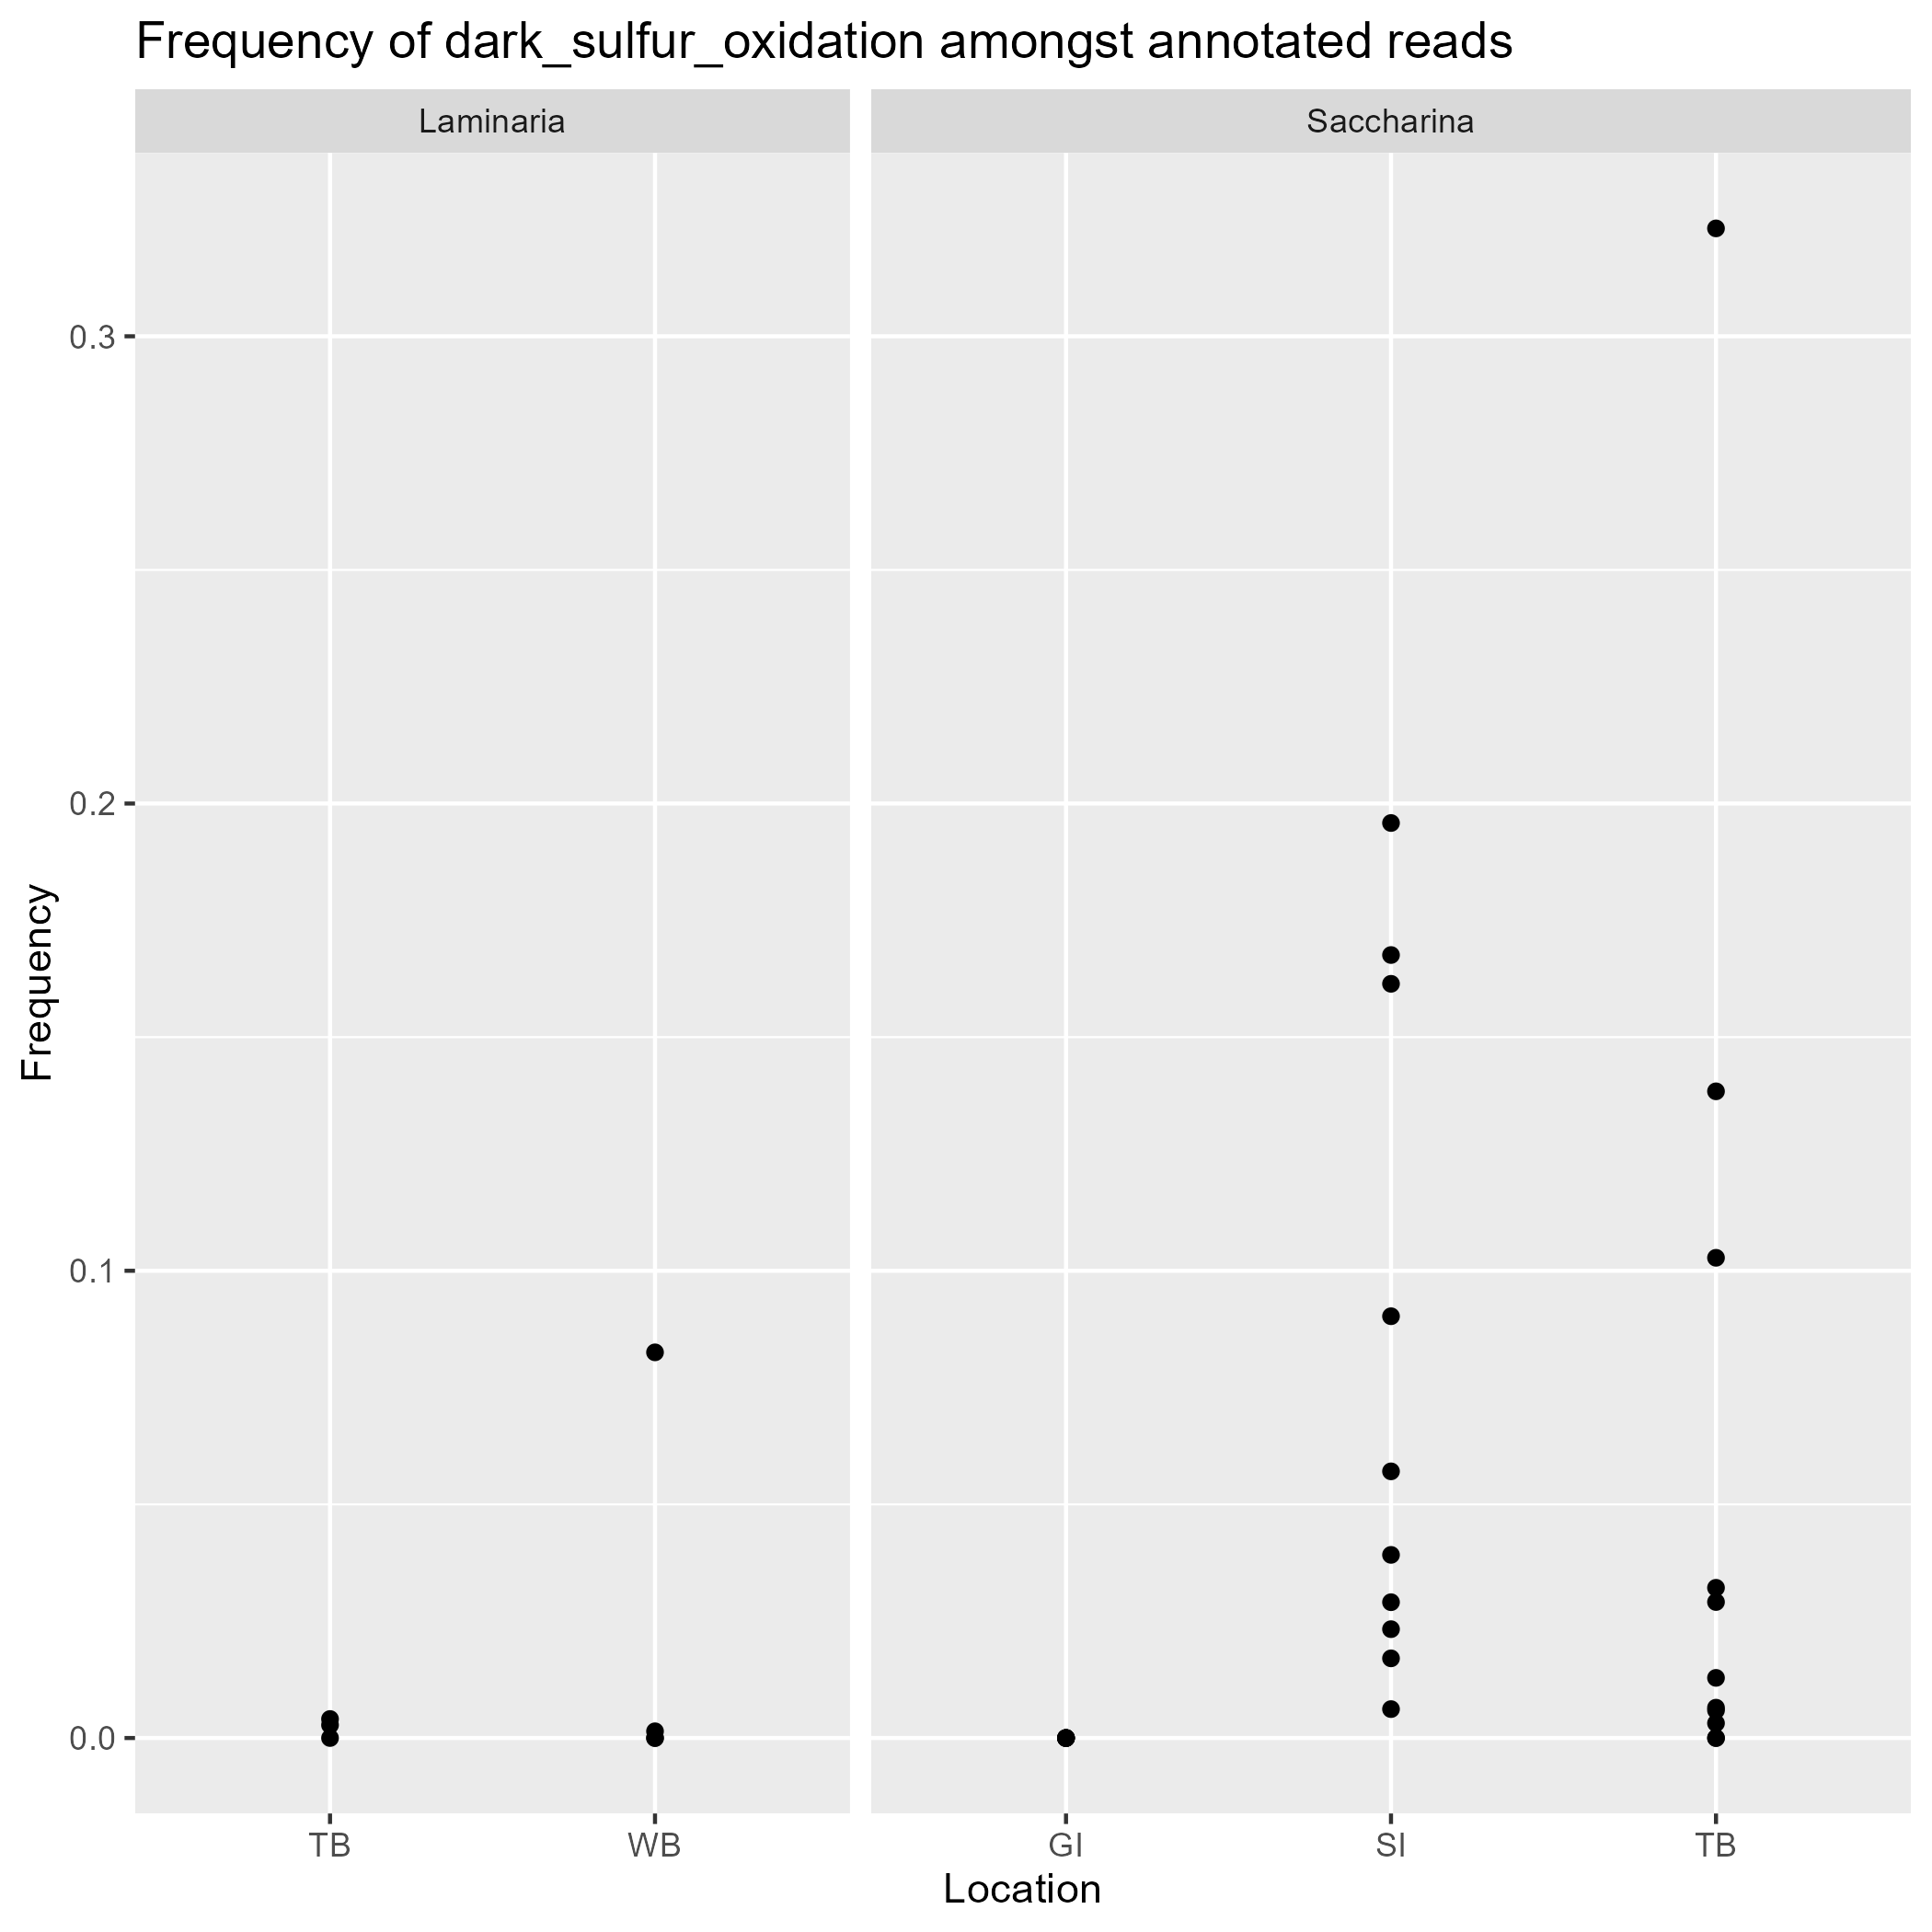 Frequency of dark_sulfur_oxidation amongst annotated reads
Laminaria
Saccharina
0.3
0.2
0.1
0.0
Frequency
TB
WB
GI
SI
TB
Location